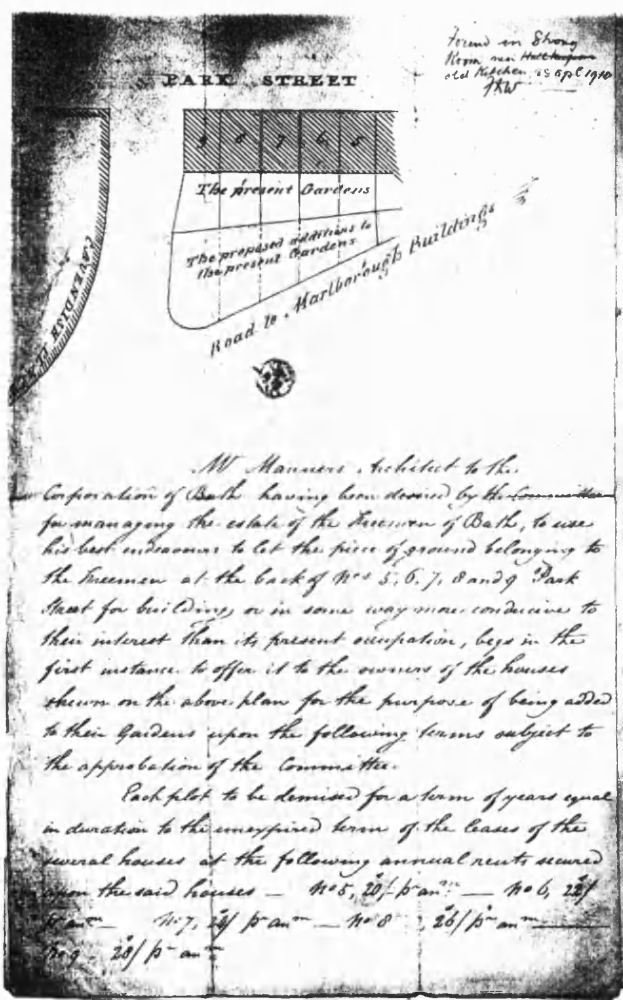 Found in Strong
Room near
old Kitchen 15 Apl 1910
PARK STREET
9 8 7 6 5
The present Gardens
The proposed additions to
the present Gardens
Road to Marlborough Buildings
CAVENDISH
Mr Manners Architect to the
Corporation of Bath having been desired by the Committee
for managing the estate of the Freemen of Bath, to use
his best endeavour to let the piece of ground belonging to
the Freemen at the back of Nos 5, 6, 7, 8 and 9 Park
Street for building, or in some way more conducive to
their interest than its present occupation, begs in the
first instance to offer it to the owners of the houses
shewn on the above plan for the purpose of being added
to their Gardens upon the following terms subject to
the approbation of the Committee.
Each plot to be demised for a term of years equal
in duration to the unexpired term of the leases of the
several houses at the following annual rents secured
upon the said houses — No 5, 20/ pr anm — No 6, 22/
pr anm — No 7, 24/ pr anm — No 8, 26/ pr anm
No 9 — 28/ pr anm